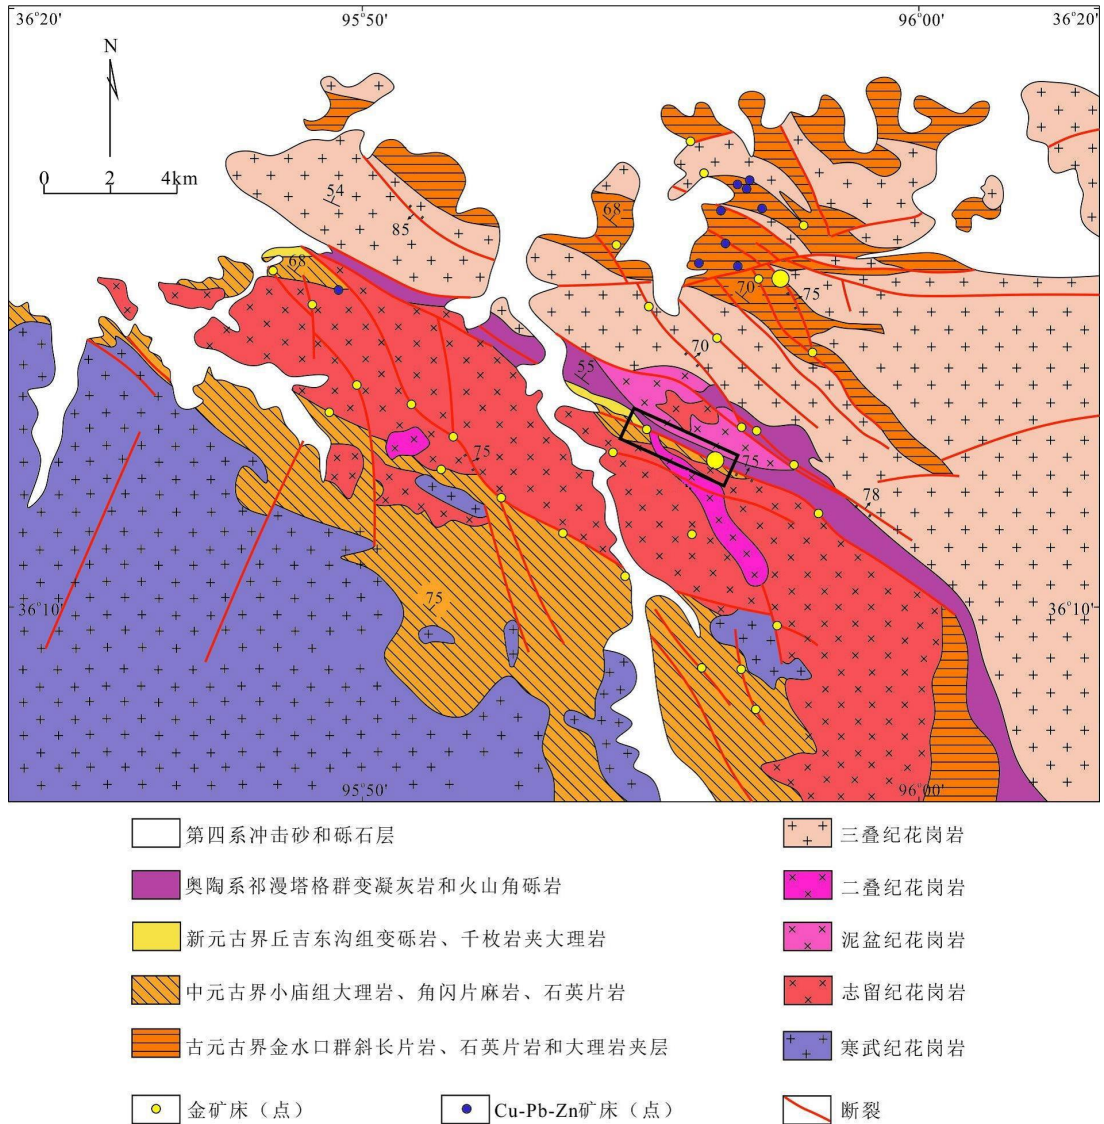 36°20' 95°50' 96°00' 36°20'
N
0 2 4km
54
85
68
68
70
75
70
55
75
75
78
75
36°10' 36°10'
95°50' 96°00'
第四系冲击砂和砾石层 三叠纪花岗岩
奥陶系祁漫塔格群变凝灰岩和火山角砾岩 二叠纪花岗岩
新元古界丘吉东沟组变砾岩、千枚岩夹大理岩 泥盆纪花岗岩
中元古界小庙组大理岩、角闪片麻岩、石英片岩 志留纪花岗岩
古元古界金水口群斜长片岩、石英片岩和大理岩夹层 寒武纪花岗岩
金矿床（点） Cu-Pb-Zn矿床（点） 断裂